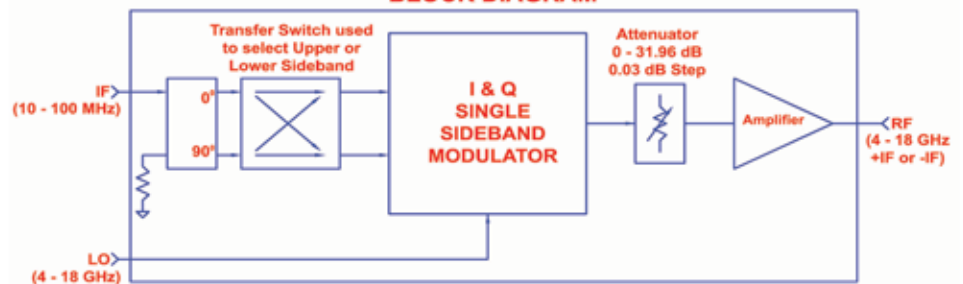 BLOCK DIAGRAM
Transfer Switch used
to select Upper or
Lower Sideband
Attenuator
0 - 31.96 dB
0.03 dB Step
IF
(10 - 100 MHz)
0°
90°
I & Q
SINGLE
SIDEBAND
MODULATOR
Amplifier
RF
(4 - 18 GHz
+IF or -IF)
LO
(4 - 18 GHz)